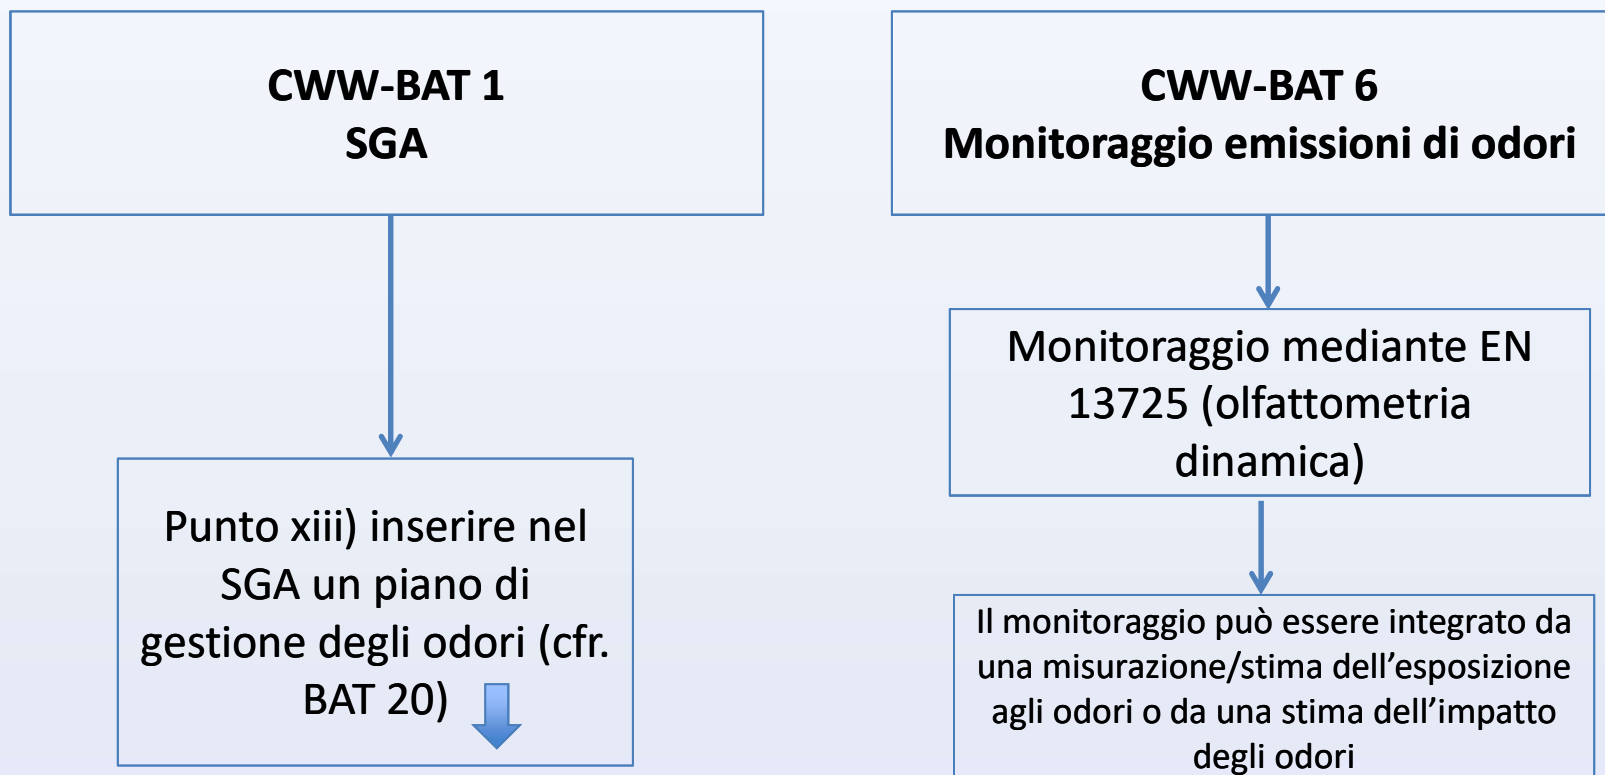 CWW-BAT 1
SGA
Punto xiii) inserire nel
SGA un piano di
gestione degli odori (cfr.
BAT 20)
CWW-BAT 6
Monitoraggio emissioni di odori
Monitoraggio mediante EN
13725 (olfattometria
dinamica)
Il monitoraggio può essere integrato da
una misurazione/stima dell’esposizione
agli odori o da una stima dell’impatto
degli odori